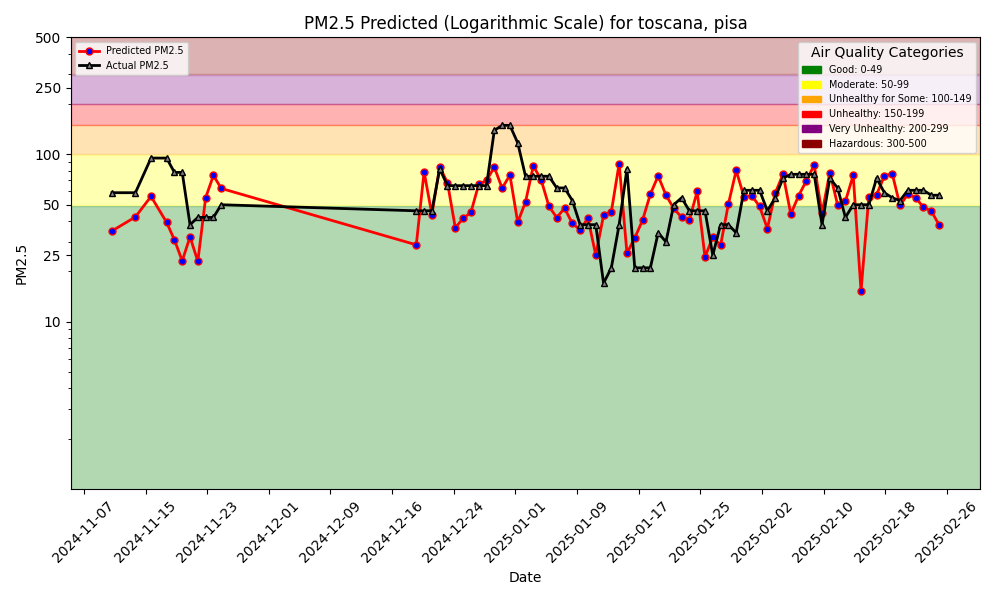 PM2.5 Predicted (Logarithmic Scale) for toscana, pisa
Predicted PM2.5
Actual PM2.5
Air Quality Categories
Good: 0-49
Moderate: 50-99
Unhealthy for Some: 100-149
Unhealthy: 150-199
Very Unhealthy: 200-299
Hazardous: 300-500
500
250
100
50
25
10
PM2.5
2024-11-07
2024-11-15
2024-11-23
2024-12-01
2024-12-09
2024-12-16
2024-12-24
2025-01-01
2025-01-09
2025-01-17
2025-01-25
2025-02-02
2025-02-10
2025-02-18
2025-02-26
Date